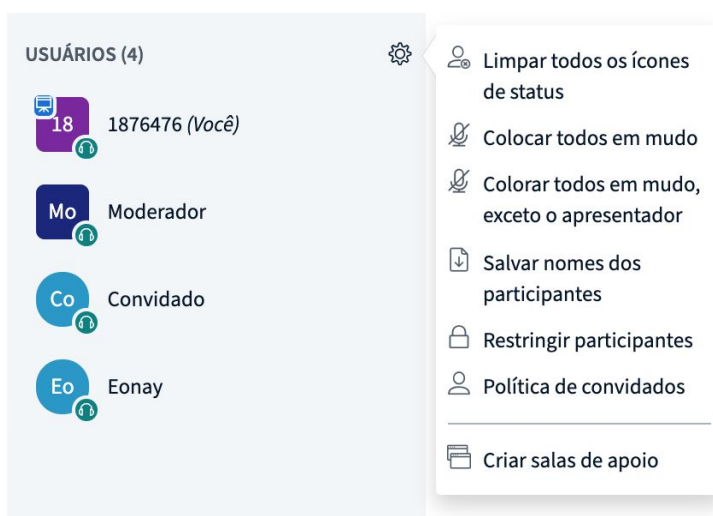 USUÁRIOS (4)
18
1876476 (Você)
Mo
Moderador
Co
Convidado
Eo
Eonay
Limpar todos os ícones
de status
Colocar todos em mudo
Colorar todos em mudo,
exceto o apresentador
Salvar nomes dos
participantes
Restringir participantes
Política de convidados
Criar salas de apoio